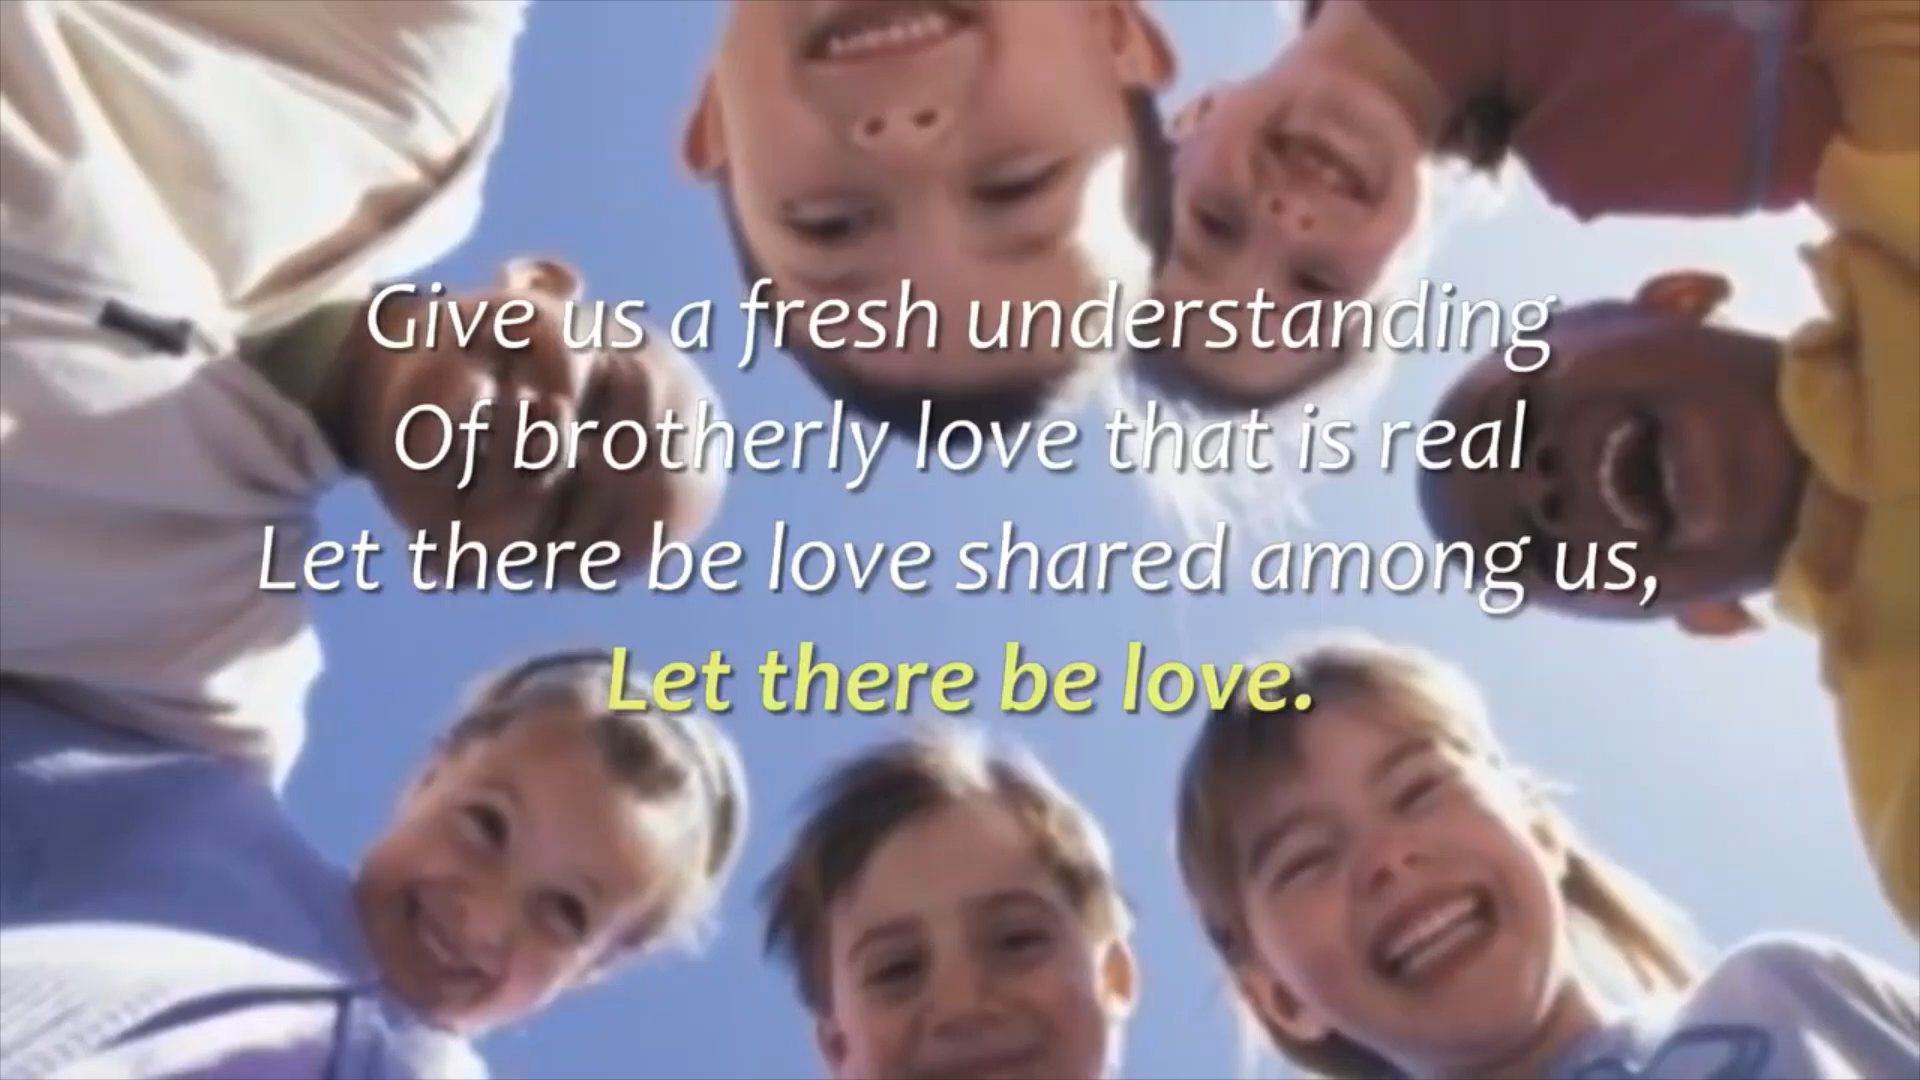 Give us a fresh understanding
Of brotherly love that is real
Let there be love shared among us,
Let there be love.